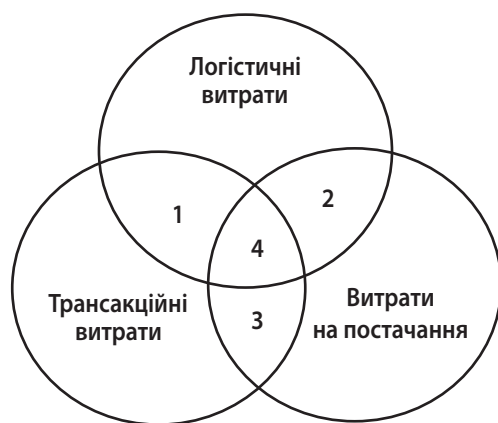 Логістичні
витрати
1
2
4
Трансакційні
витрати
3
Витрати
на постачання